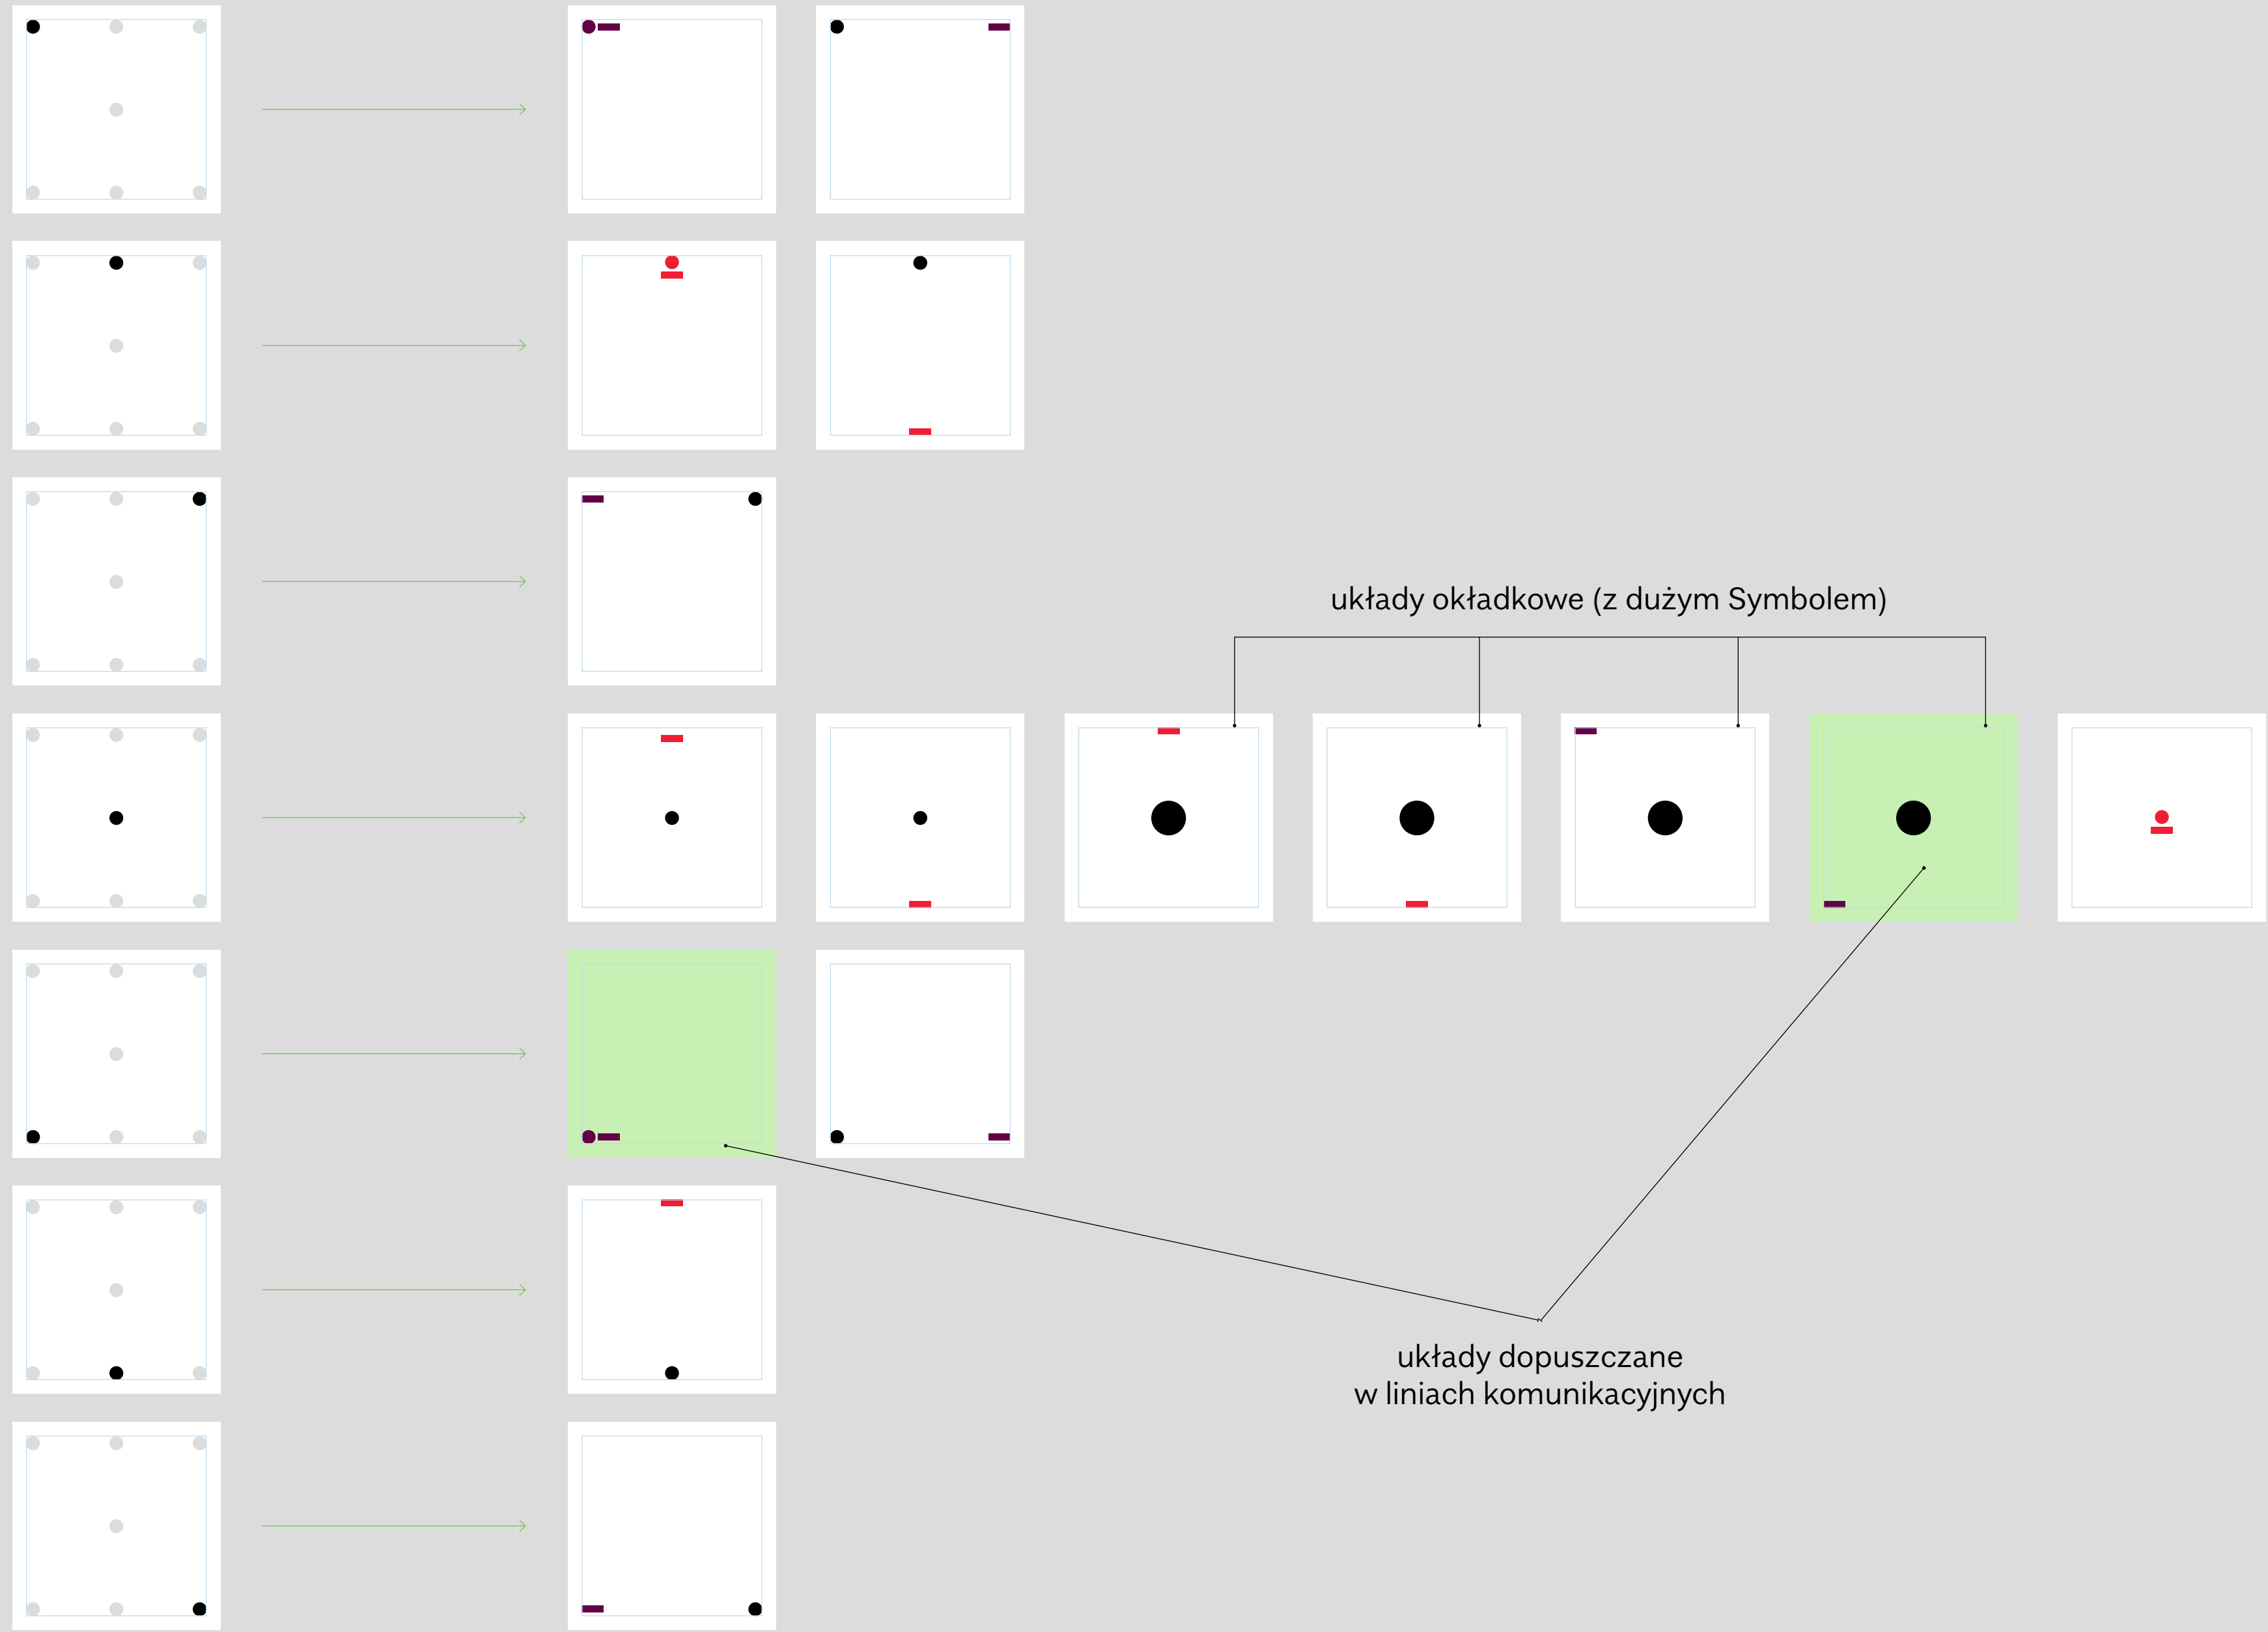 układy okładkowe (z dużym Symbolem)
układy dopuszczane
w liniach komunikacyjnych